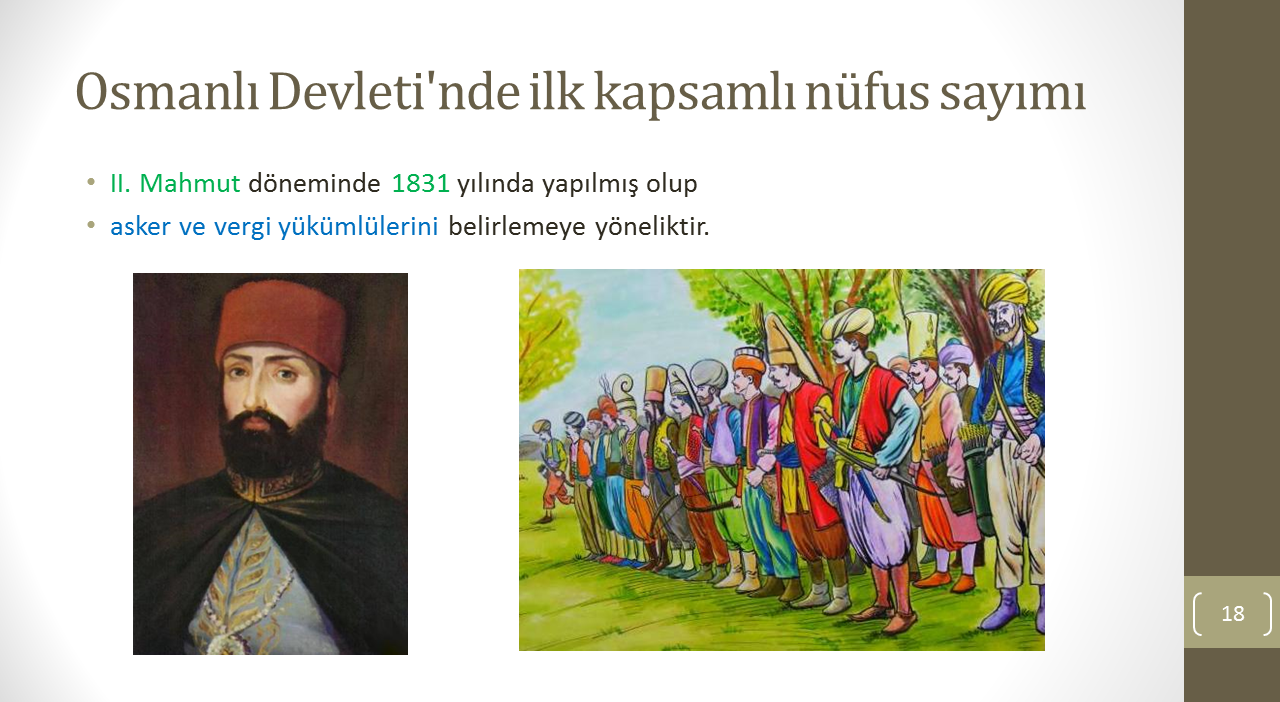 Osmanlı Devleti'nde ilk kapsamlı nüfus sayımı
• II. Mahmut döneminde 1831 yılında yapılmış olup
• asker ve vergi yükümlülerini belirlemeye yöneliktir.
18